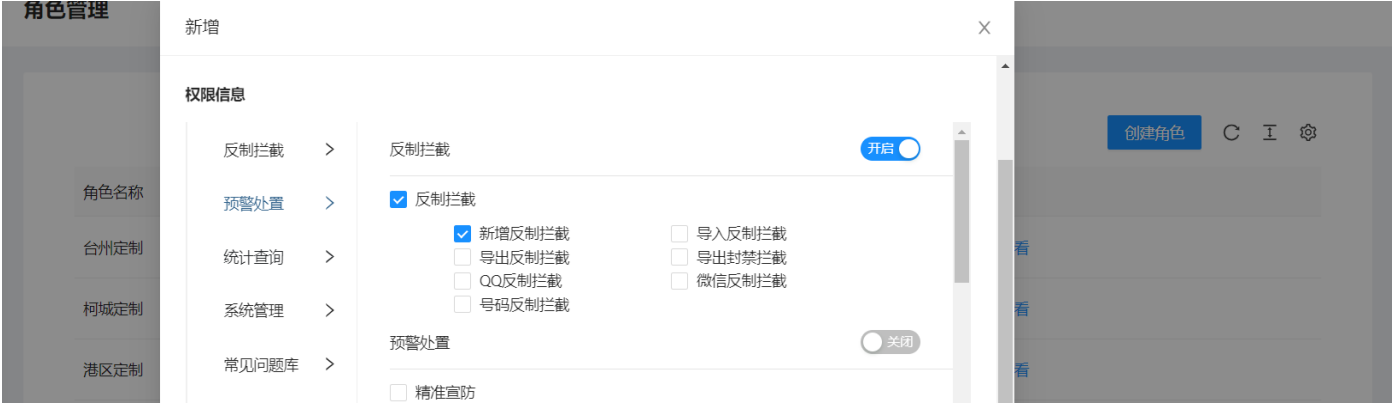 角色管理
新增
权限信息
创建角色
反制拦截
反制拦截
开启
角色名称
预警处置
反制拦截
新增反制拦截
导入反制拦截
台州定制
统计查询
导出反制拦截
导出封禁拦截
看
QQ反制拦截
微信反制拦截
柯城定制
系统管理
号码反制拦截
看
预警处置
关闭
港区定制
常见问题库
看
精准宣防